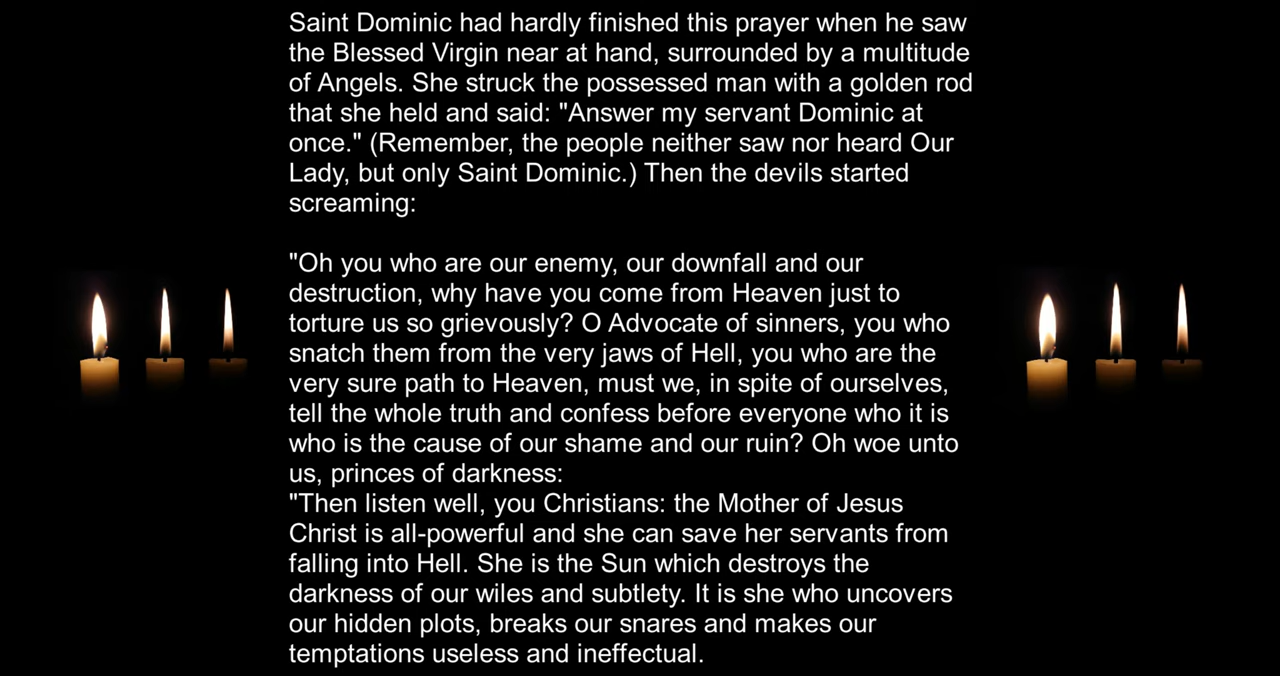 Saint Dominic had hardly finished this prayer when he saw
the Blessed Virgin near at hand, surrounded by a multitude
of Angels. She struck the possessed man with a golden rod
that she held and said: "Answer my servant Dominic at
once." (Remember, the people neither saw nor heard Our
Lady, but only Saint Dominic.) Then the devils started
screaming:
"Oh you who are our enemy, our downfall and our
destruction, why have you come from Heaven just to
torture us so grievously? O Advocate of sinners, you who
snatch them from the very jaws of Hell, you who are the
very sure path to Heaven, must we, in spite of ourselves,
tell the whole truth and confess before everyone who it is
who is the cause of our shame and our ruin? Oh woe unto
us, princes of darkness:
"Then listen well, you Christians: the Mother of Jesus
Christ is all-powerful and she can save her servants from
falling into Hell. She is the Sun which destroys the
darkness of our wiles and subtlety. It is she who uncovers
our hidden plots, breaks our snares and makes our
temptations useless and ineffectual.